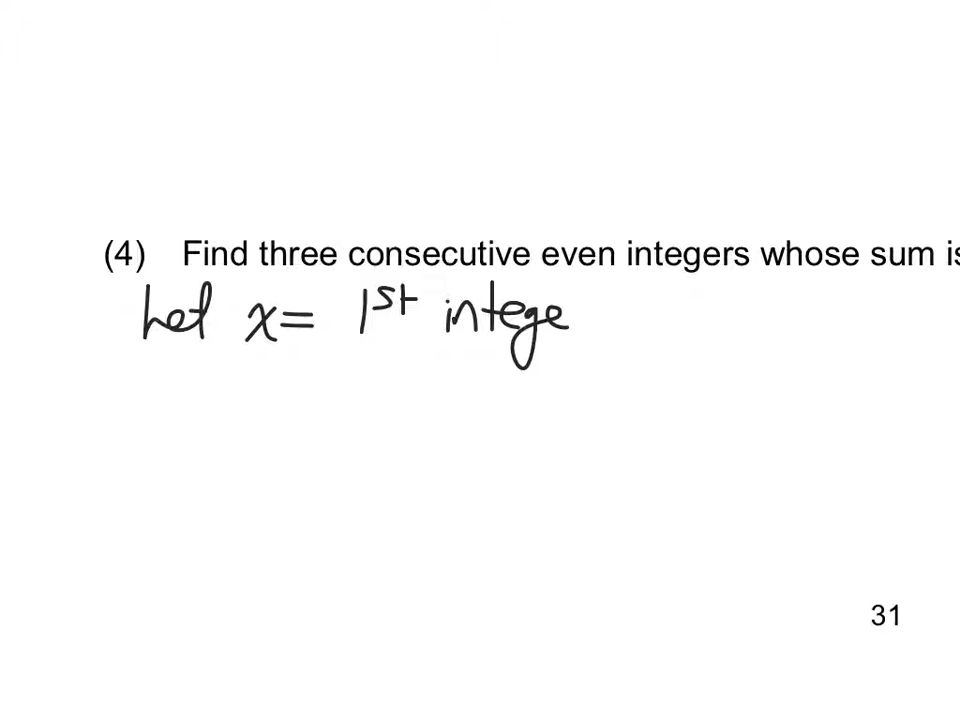 (4) Find three consecutive even integers whose sum is
Let x = 1st intege
31